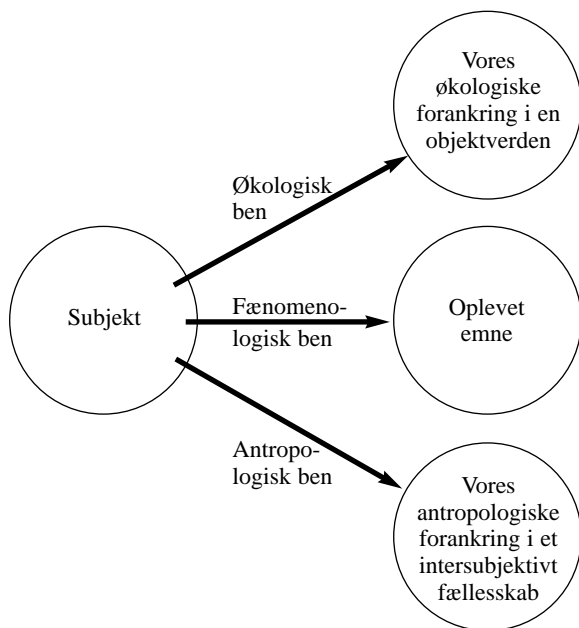 Vores
økologiske
forankring i en
objektverden
Økologisk
ben
Subjekt
Fænomeno-
logisk ben
Oplevet
emne
Antropo-
logisk ben
Vores
antropologiske
forankring i et
intersubjektivt
fællesskab